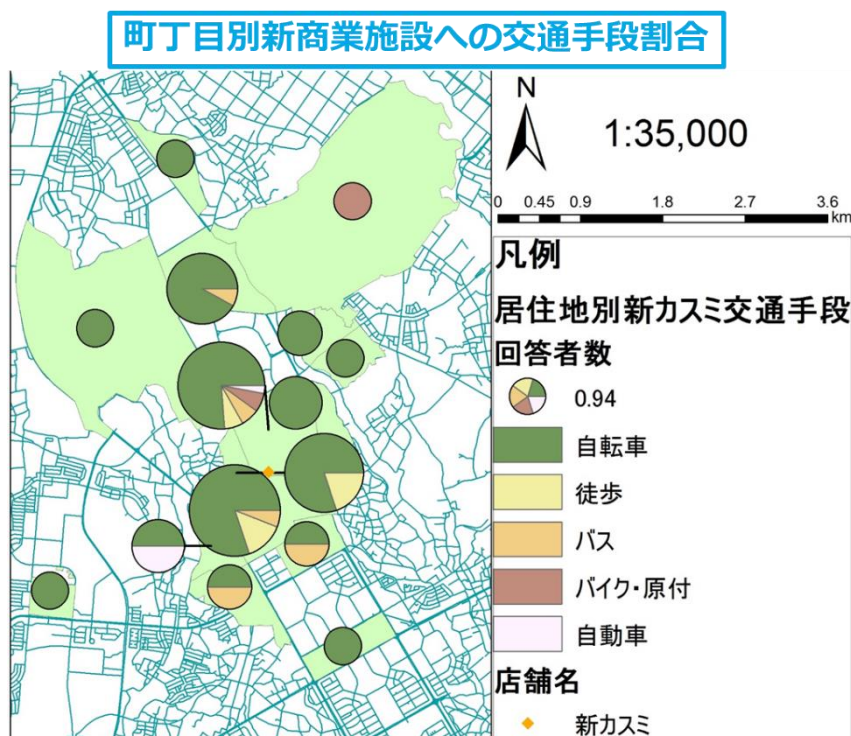 町丁目別新商業施設への交通手段割合
N
1:35,000
0 0.45 0.9 1.8 2.7 3.6
km
凡例
居住地別新カスミ交通手段
回答者数
0.94
自転車
徒歩
バス
バイク・原付
自動車
店舗名
新カスミ